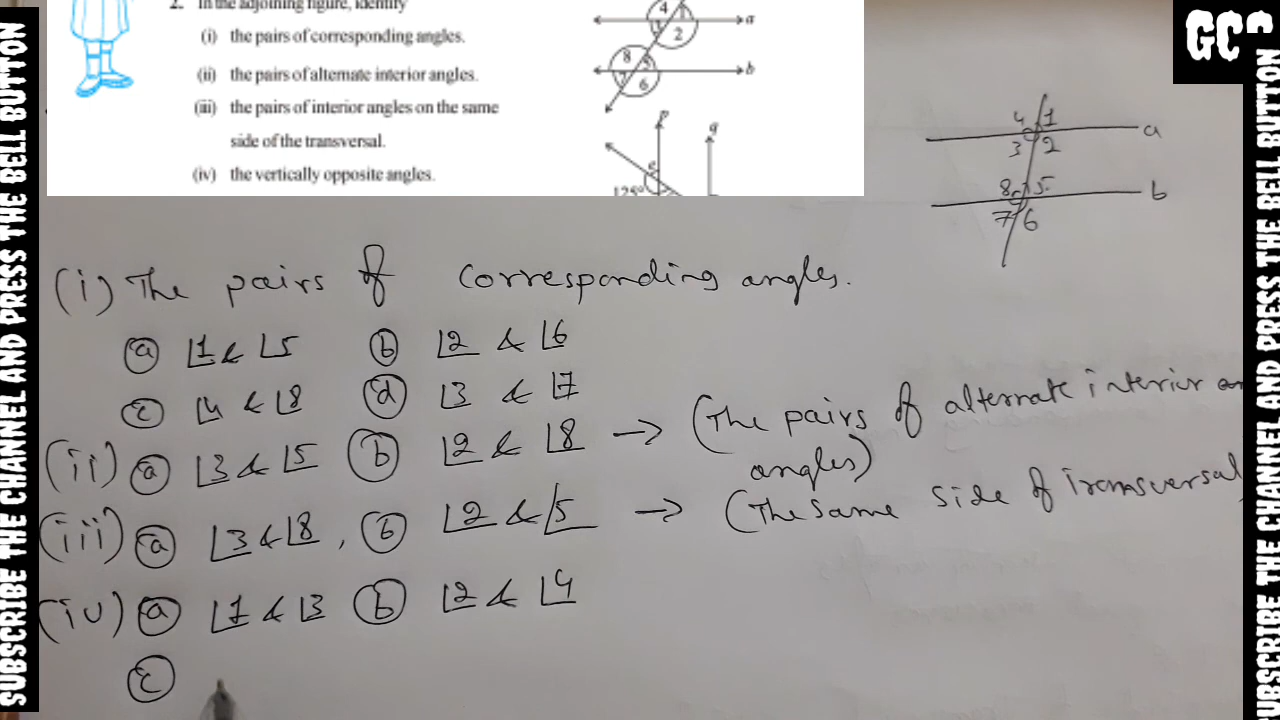 2. In the adjoining figure, identify
(i) the pairs of corresponding angles.
(ii) the pairs of alternate interior angles.
(iii) the pairs of interior angles on the same
side of the transversal.
(iv) the vertically opposite angles.
4 1 a
3 2
8 5 b
7 6
p q
125°
GC
4 1 a
3 2
8 5 b
7 6
(i) The pairs of corresponding angles.
(a) ∠1 & ∠5 (b) ∠2 & ∠6
(c) ∠4 & ∠8 (d) ∠3 & ∠7
(ii) (a) ∠3 & ∠5 (b) ∠2 & ∠8 → (The pairs of alternate interior
angles)
(iii) (a) ∠3 & ∠8, (b) ∠2 & ∠5 → (The same side of transversal
(iv) (a) ∠1 & ∠3 (b) ∠2 & ∠4
(c)
SUBSCRIBE THE CHANNEL AND PRESS THE BELL BUTTON
SUBSCRIBE THE CHANNEL AND PRESS THE BELL BUTTON